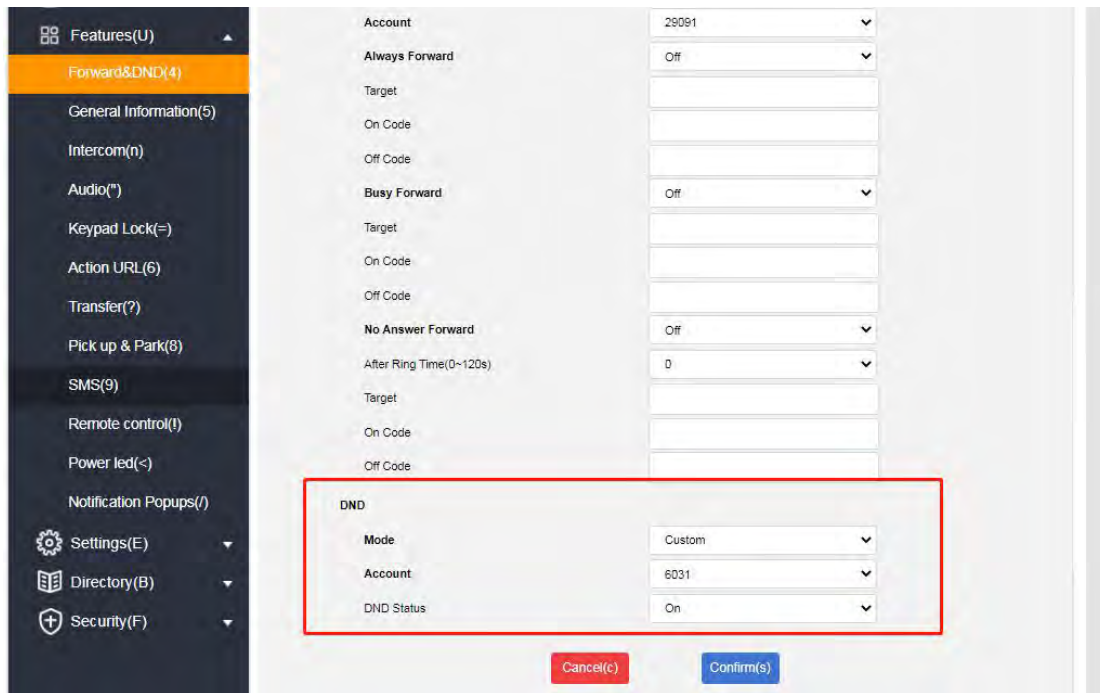 Features(U)
Forward&DND(4)
General Information(5)
Intercom(n)
Audio(")
Keypad Lock(=)
Action URL(6)
Transfer(?)
Pick up & Park(8)
SMS(9)
Remote control(!)
Power led(<)
Notification Popups(/)
Settings(E)
Directory(B)
Security(F)
Account 29091
Always Forward Off
Target
On Code
Off Code
Busy Forward Off
Target
On Code
Off Code
No Answer Forward Off
After Ring Time(0~120s) 0
Target
On Code
Off Code
DND
Mode Custom
Account 6031
DND Status On
Cancel(c) Confirm(s)